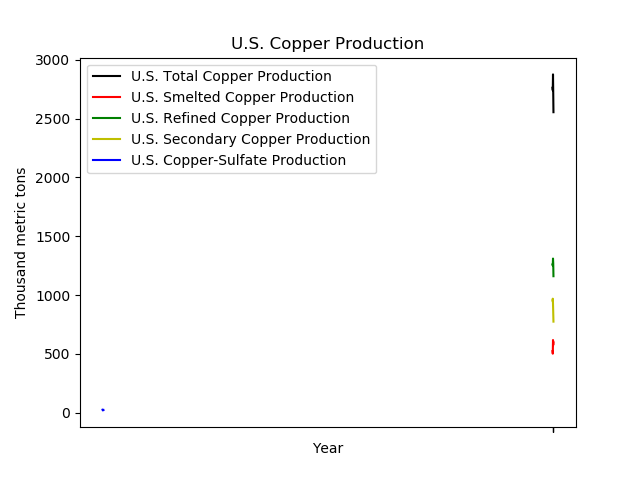 U.S. Copper Production
3000
2500
2000
1500
1000
500
0
Thousand metric tons
U.S. Total Copper Production
U.S. Smelted Copper Production
U.S. Refined Copper Production
U.S. Secondary Copper Production
U.S. Copper-Sulfate Production
Year